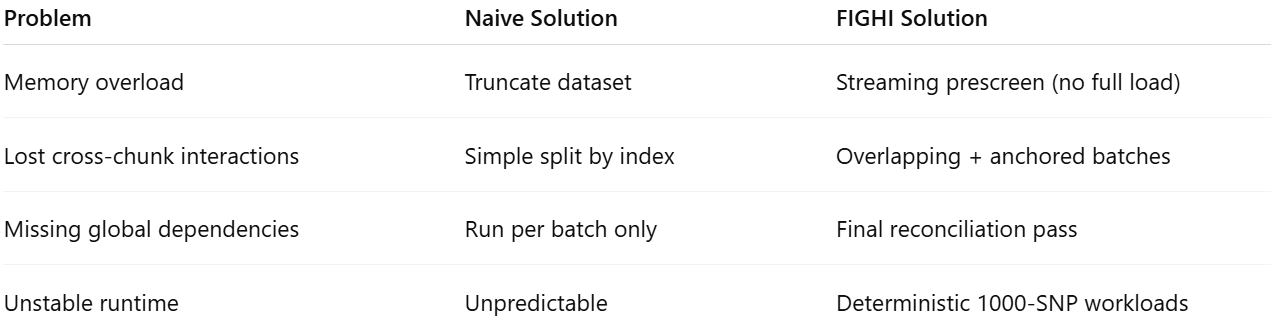 Problem Naive Solution FIGHI Solution
Memory overload Truncate dataset Streaming prescreen (no full load)
Lost cross-chunk interactions Simple split by index Overlapping + anchored batches
Missing global dependencies Run per batch only Final reconciliation pass
Unstable runtime Unpredictable Deterministic 1000-SNP workloads